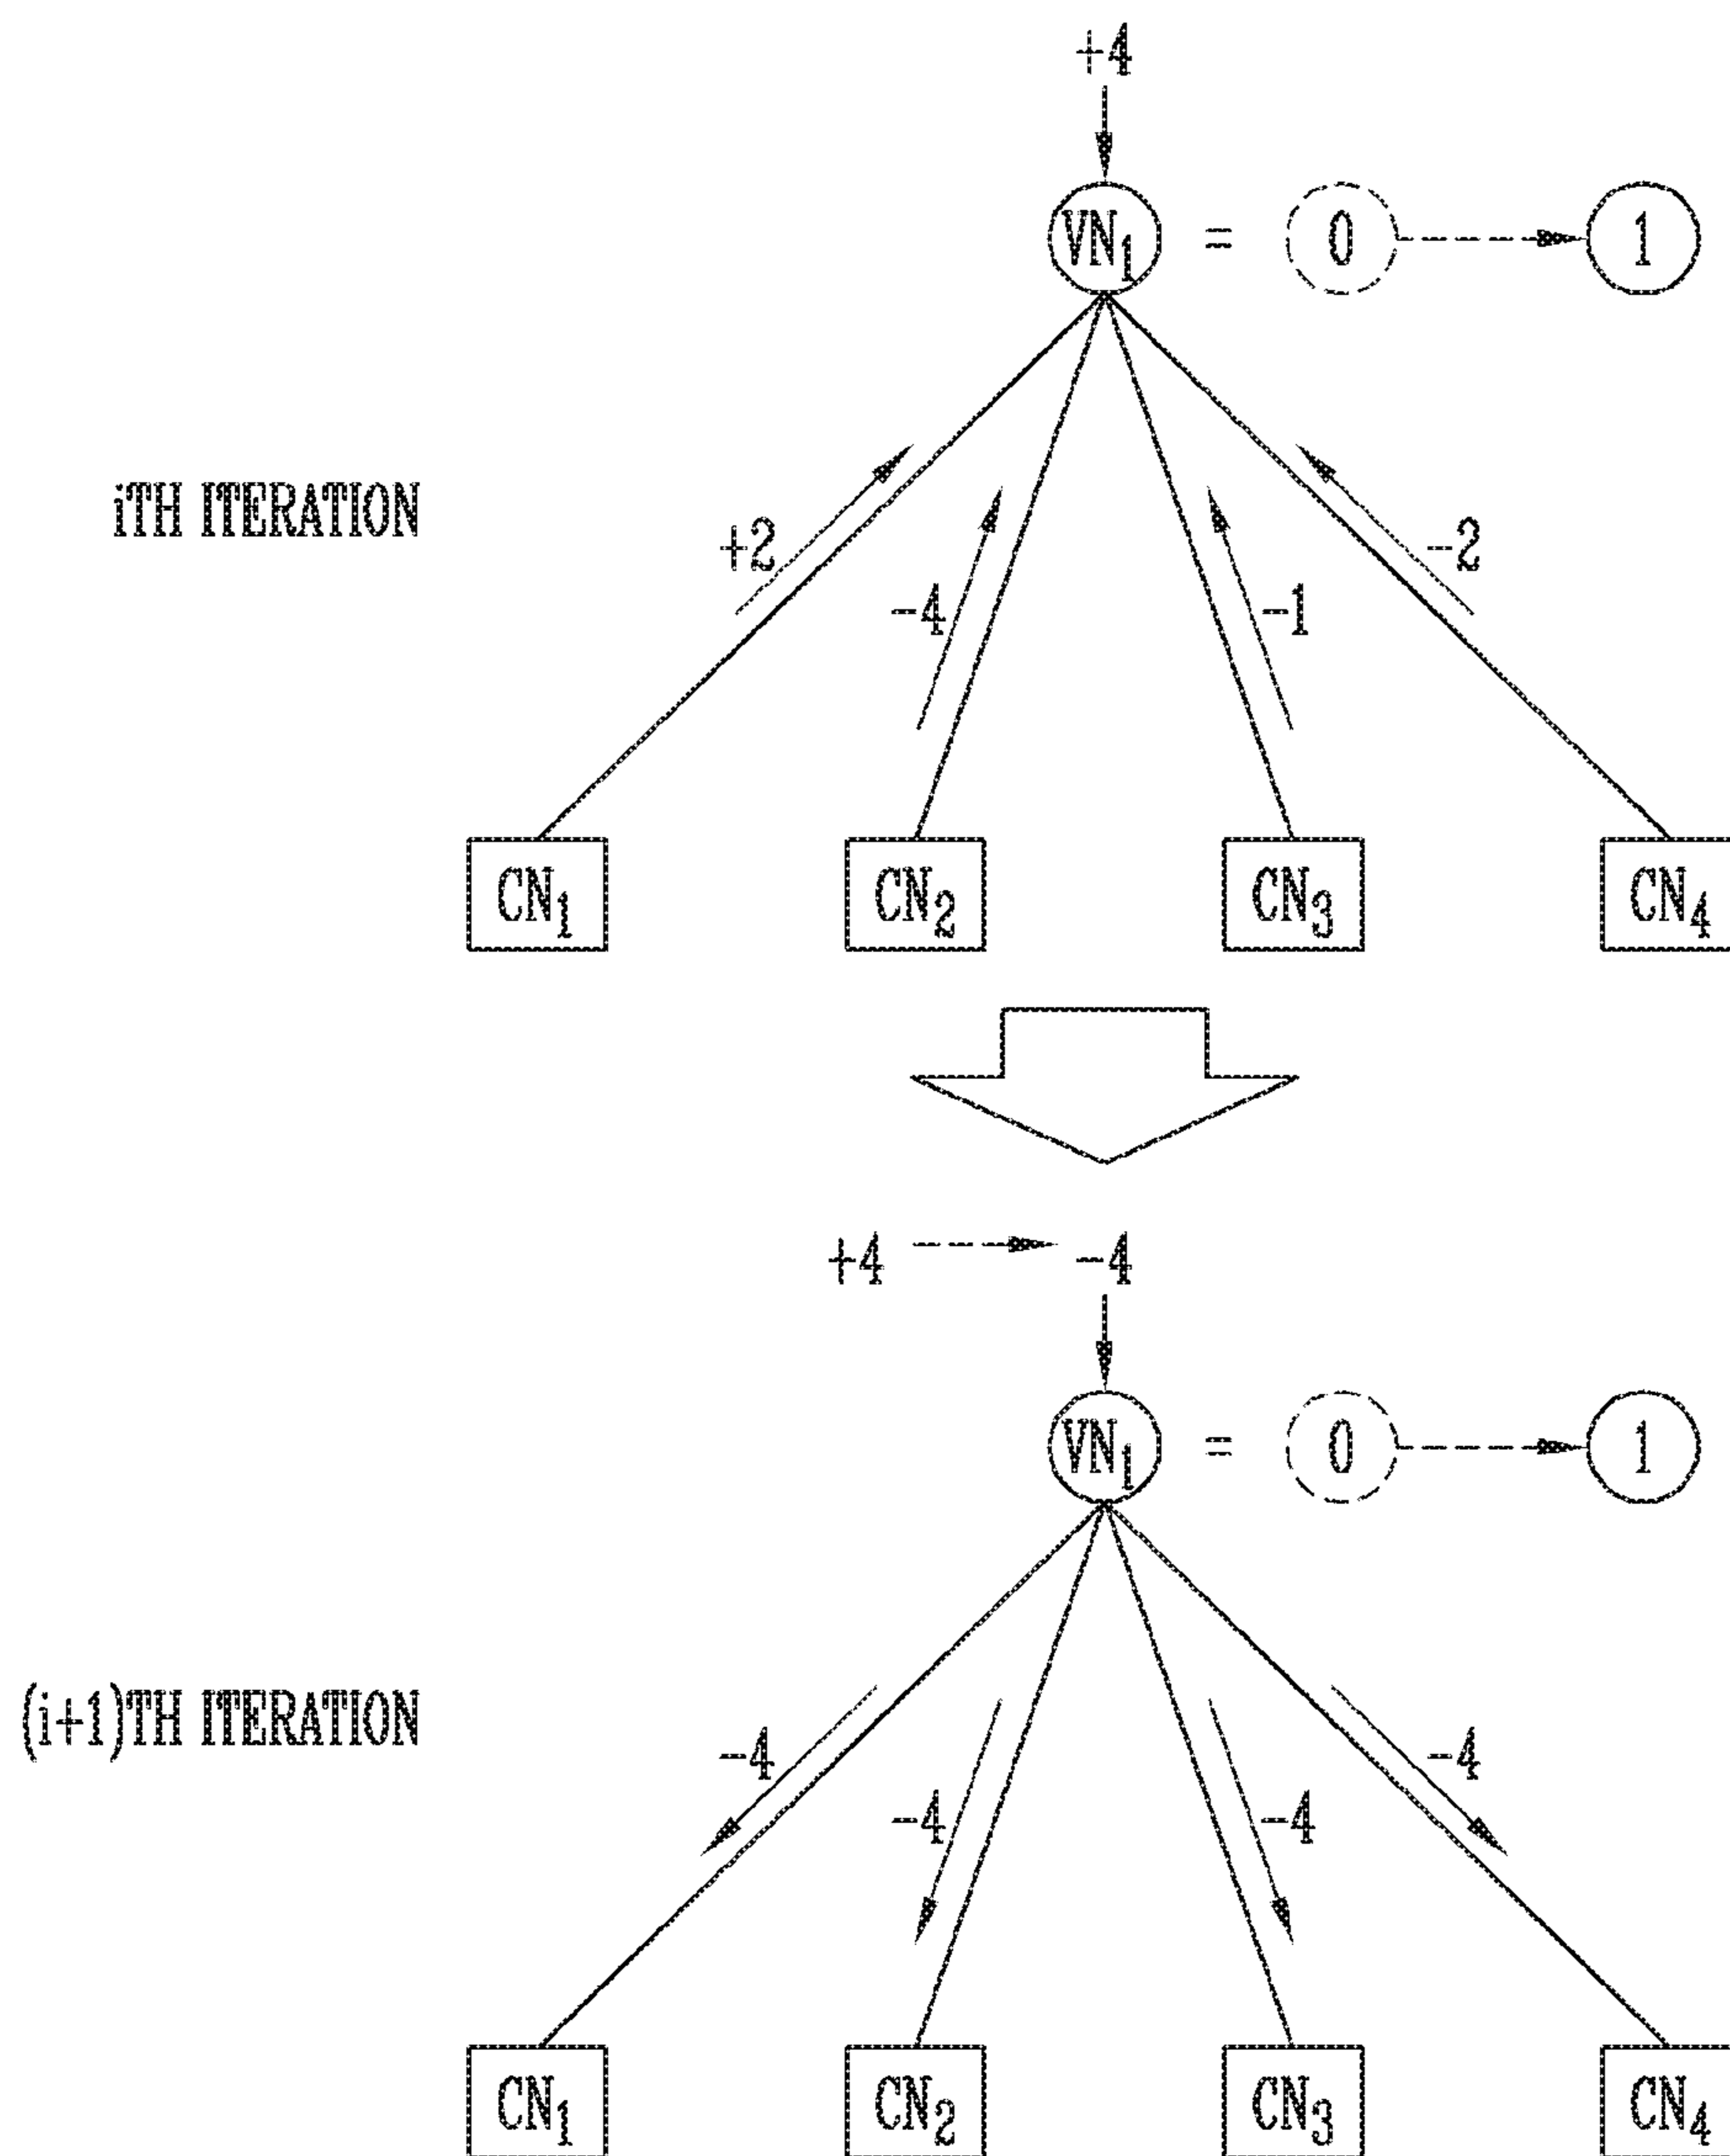 +4
VN1 = 0 1
iTH ITERATION
+2 -4 -1 -2
CN1 CN2 CN3 CN4
+4 -4
VN1 = 0 1
(i+1)TH ITERATION
-4 -4 -4 -4
CN1 CN2 CN3 CN4